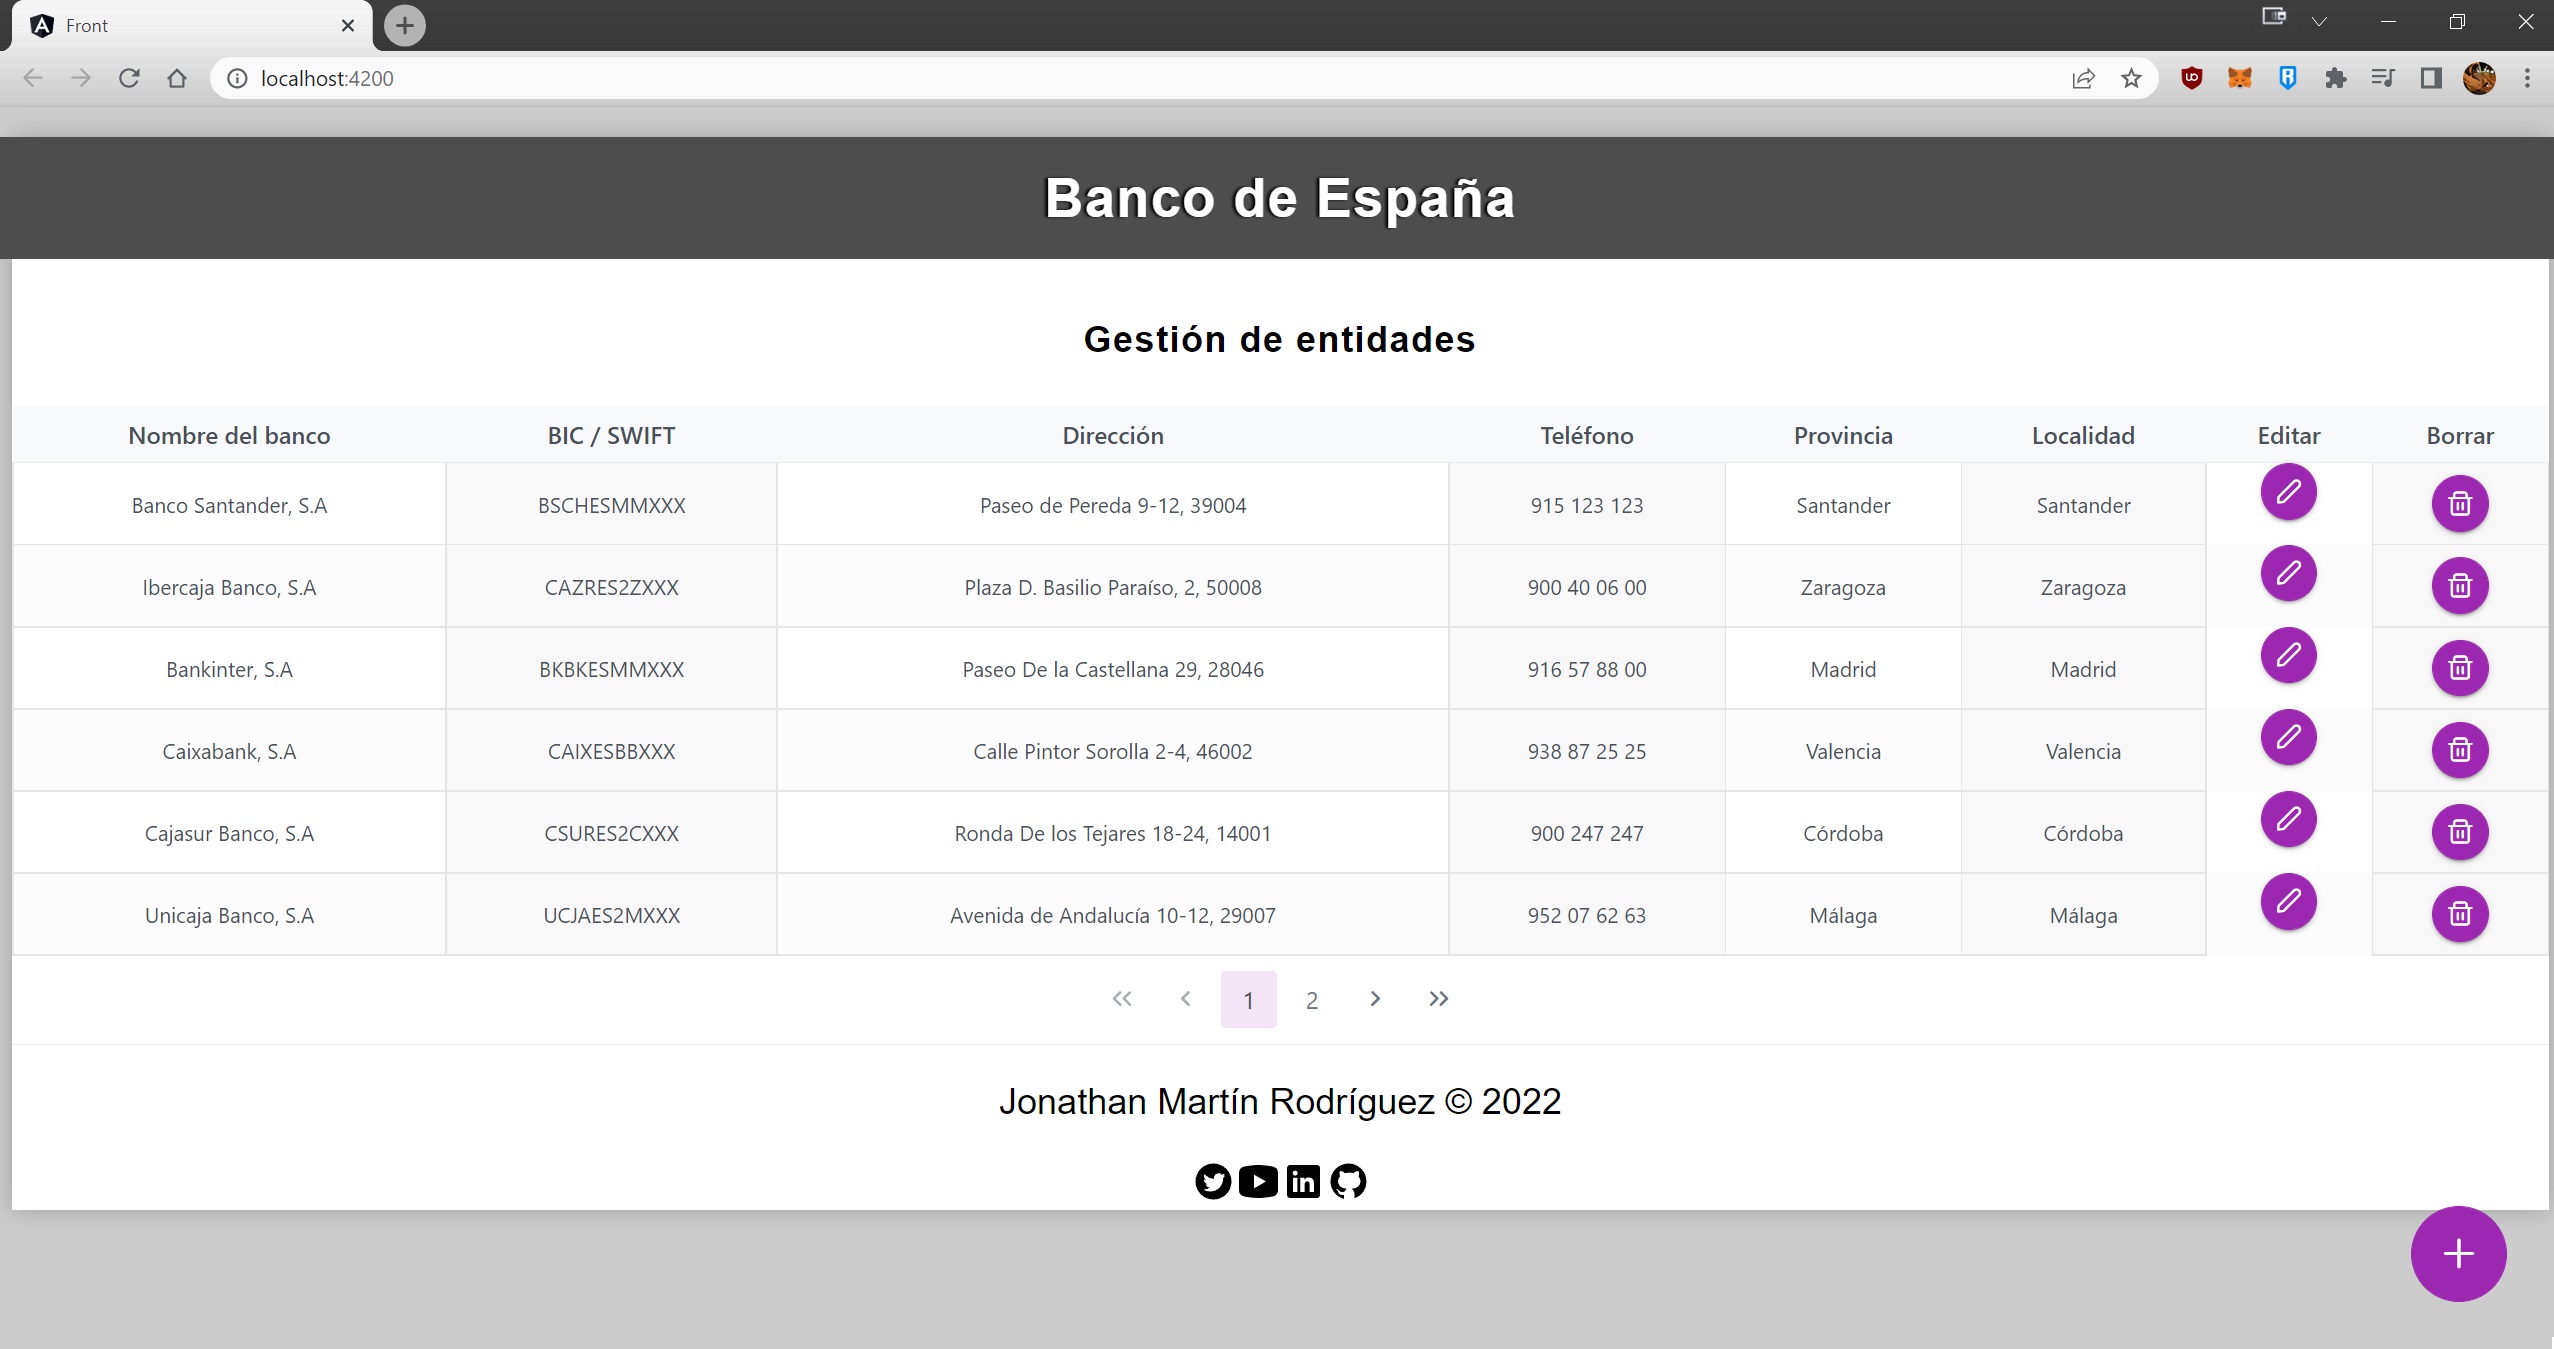 Front
localhost:4200
Banco de España
Gestión de entidades
Nombre del banco BIC / SWIFT Dirección Teléfono Provincia Localidad Editar Borrar
Banco Santander, S.A BSCHESMMXXX Paseo de Pereda 9-12, 39004 915 123 123 Santander Santander
Ibercaja Banco, S.A CAZRES2ZXXX Plaza D. Basilio Paraíso, 2, 50008 900 40 06 00 Zaragoza Zaragoza
Bankinter, S.A BKBKESMMXXX Paseo De la Castellana 29, 28046 916 57 88 00 Madrid Madrid
Caixabank, S.A CAIXESBBXXX Calle Pintor Sorolla 2-4, 46002 938 87 25 25 Valencia Valencia
Cajasur Banco, S.A CSURES2CXXX Ronda De los Tejares 18-24, 14001 900 247 247 Córdoba Córdoba
Unicaja Banco, S.A UCJAES2MXXX Avenida de Andalucía 10-12, 29007 952 07 62 63 Málaga Málaga
1 2
Jonathan Martín Rodríguez © 2022